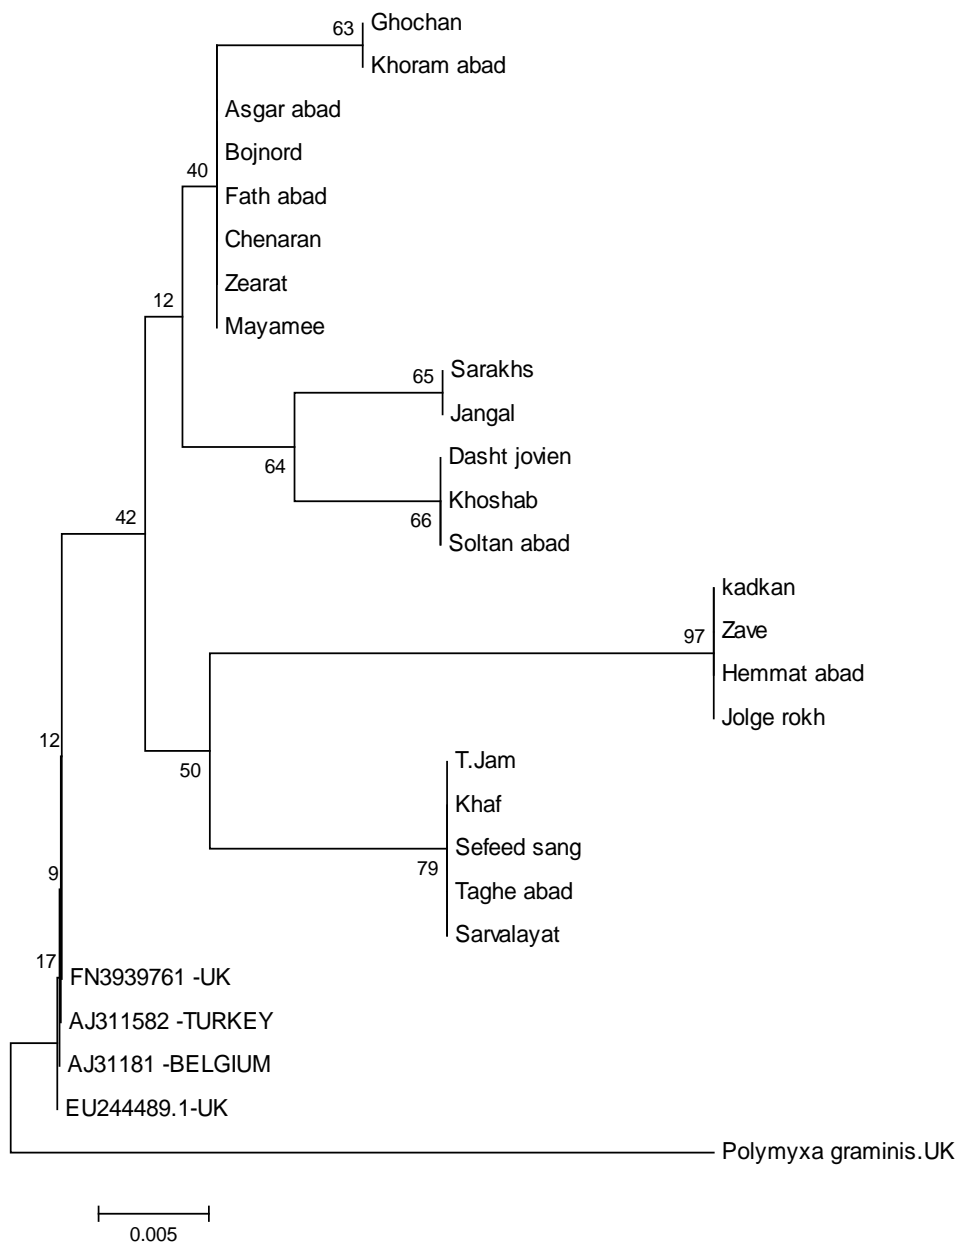 63
Ghochan
Khoram abad
Asgar abad
Bojnord
40
Fath abad
Chenaran
Zearat
12
Mayamee
Sarakhs
65
Jangal
Dasht jovien
64
Khoshab
66
42
Soltan abad
kadkan
Zave
97
Hemmat abad
Jolge rokh
12
T.Jam
50
Khaf
Sefeed sang
79
9
Taghe abad
Sarvalayat
17
FN3939761 -UK
AJ311582 -TURKEY
AJ31181 -BELGIUM
EU244489.1-UK
Polymyxa graminis.UK
0.005